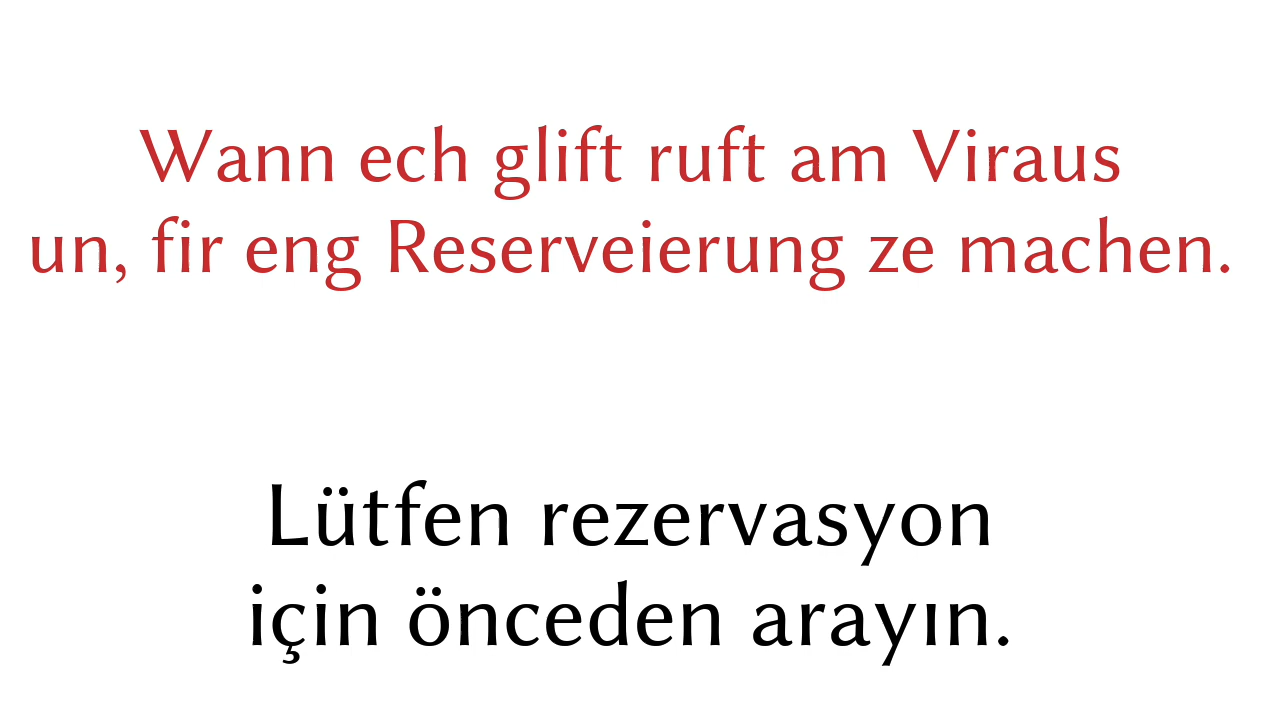 Wann ech glift ruft am Viraus
un, fir eng Reserveierung ze machen.
Lütfen rezervasyon
için önceden arayın.